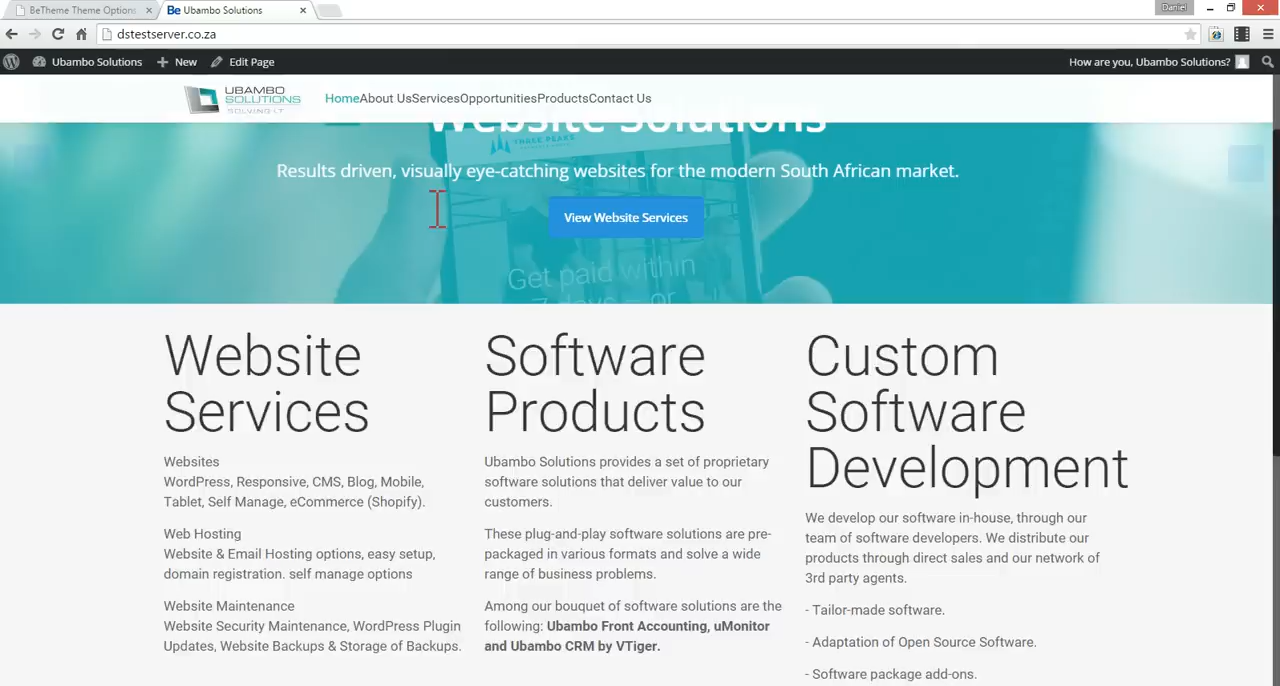 BeTheme Theme Options
Be Ubambo Solutions
Daniel
dstestserver.co.za
Ubambo Solutions
New
Edit Page
How are you, Ubambo Solutions?
UBAMBO
SOLUTIONS
SOLVING I.T
HomeAbout UsServicesOpportunitiesProductsContact Us
Website Solutions
THREE PEAKS
Results driven, visually eye-catching websites for the modern South African market.
View Website Services
Get paid within
7 days – or
Website
Services
Websites
WordPress, Responsive, CMS, Blog, Mobile,
Tablet, Self Manage, eCommerce (Shopify).
Web Hosting
Website & Email Hosting options, easy setup,
domain registration. self manage options
Website Maintenance
Website Security Maintenance, WordPress Plugin
Updates, Website Backups & Storage of Backups.
Software
Products
Ubambo Solutions provides a set of proprietary
software solutions that deliver value to our
customers.
These plug-and-play software solutions are pre-
packaged in various formats and solve a wide
range of business problems.
Among our bouquet of software solutions are the
following: Ubambo Front Accounting, uMonitor
and Ubambo CRM by VTiger.
Custom
Software
Development
We develop our software in-house, through our
team of software developers. We distribute our
products through direct sales and our network of
3rd party agents.
- Tailor-made software.
- Adaptation of Open Source Software.
- Software package add-ons.